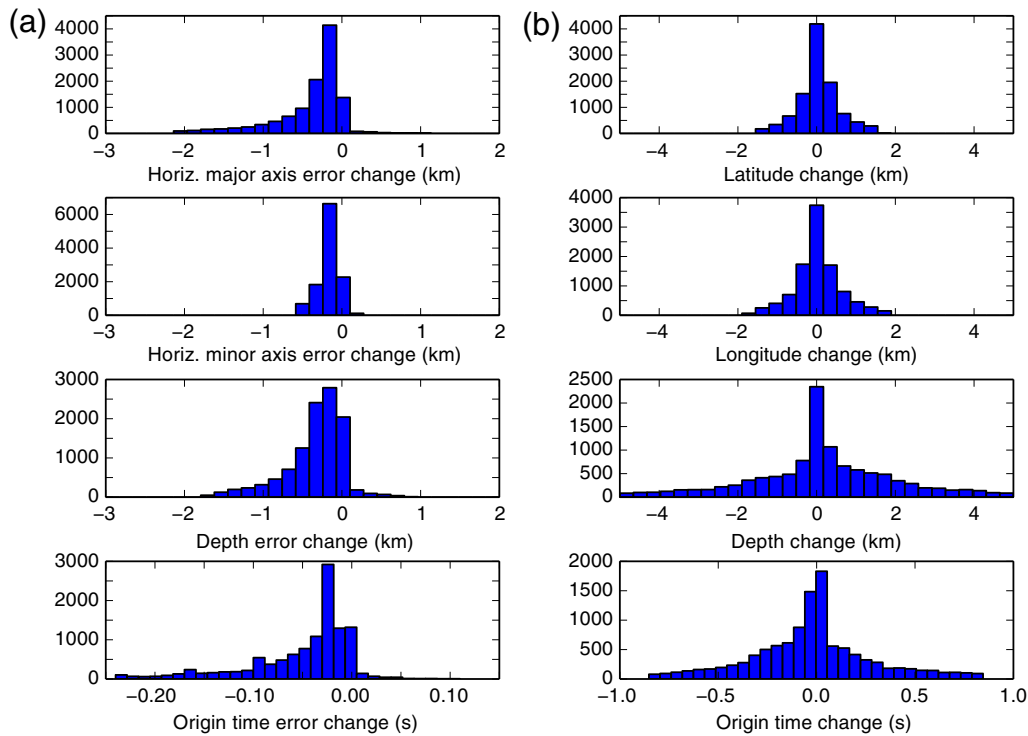 (a)
4000
3000
2000
1000
0
−3 −2 −1 0 1 2
Horiz. major axis error change (km)
6000
4000
2000
0
−3 −2 −1 0 1 2
Horiz. minor axis error change (km)
3000
2000
1000
0
−3 −2 −1 0 1 2
Depth error change (km)
3000
2000
1000
0
−0.20 −0.10 0.00 0.10
Origin time error change (s)
(b)
4000
3000
2000
1000
0
−4 −2 0 2 4
Latitude change (km)
4000
3000
2000
1000
0
−4 −2 0 2 4
Longitude change (km)
2500
2000
1500
1000
500
0
−4 −2 0 2 4
Depth change (km)
2000
1500
1000
500
0
−1.0 −0.5 0.0 0.5 1.0
Origin time change (s)